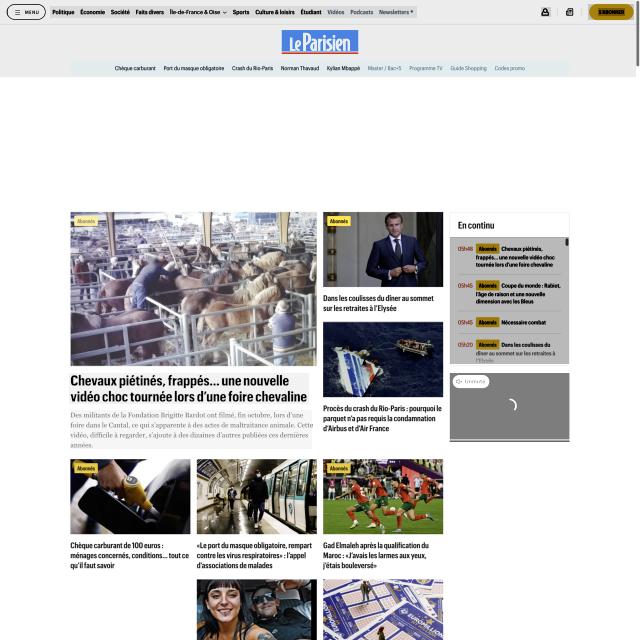 MENU
Politique Économie Société Faits divers Île-de-France & Oise Sports Culture & loisirs Étudiant Vidéos Podcasts Newsletters
S'ABONNER
Le Parisien
Chèque carburant Port du masque obligatoire Crash du Rio-Paris Norman Thavaud Kylian Mbappé Master / Bac+5 Programme TV Guide Shopping Codes promo
Abonnés
Chevaux piétinés, frappés... une nouvelle
vidéo choc tournée lors d'une foire chevaline
Des militants de la Fondation Brigitte Bardot ont filmé, fin octobre, lors d'une
foire dans le Cantal, ce qui s'apparente à des actes de maltraitance animale. Cette
vidéo, difficile à regarder, s'ajoute à des dizaines d'autres publiées ces dernières
années.
Abonnés
Dans les coulisses du dîner au sommet
sur les retraites à l'Elysée
Procès du crash du Rio-Paris : pourquoi le
parquet n'a pas requis la condamnation
d'Airbus et d'Air France
En continu
05h48 Abonnés Chevaux piétinés,
frappés... une nouvelle vidéo choc
tournée lors d'une foire chevaline
05h45 Abonnés Coupe du monde : Rabiot,
l'âge de raison et une nouvelle
dimension avec les Bleus
05h45 Abonnés Nécessaire combat
05h20 Abonnés Dans les coulisses du
dîner au sommet sur les retraites à
l'Elysée
Unmute
Abonnés
Chèque carburant de 100 euros :
ménages concernés, conditions... tout ce
qu'il faut savoir
«Le port du masque obligatoire, rempart
contre les virus respiratoires» : l'appel
d'associations de malades
Abonnés
Gad Elmaleh après la qualification du
Maroc : «J'avais les larmes aux yeux,
j'étais bouleversé»